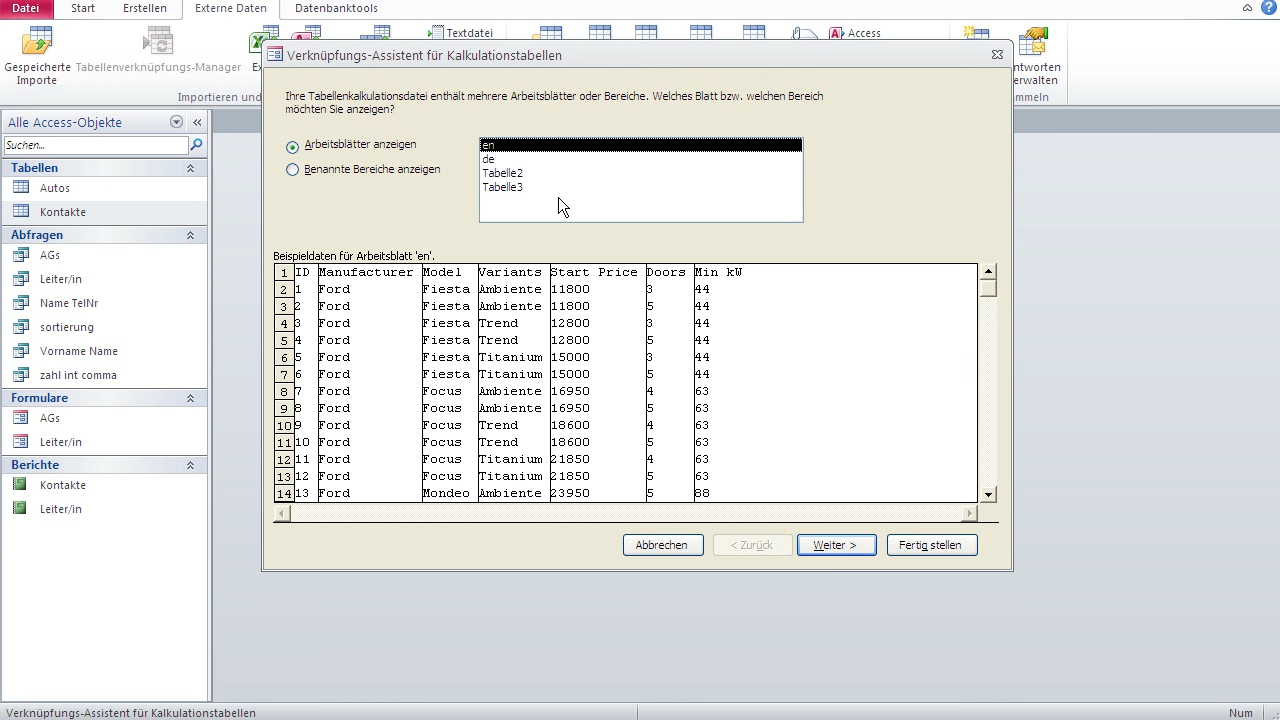 Datei Start Erstellen Externe Daten Datenbanktools
Textdatei Access
Gespeicherte Importe
Tabellenverknüpfungs-Manager
Importieren und
ntworten
erwalten
mmeln
Verknüpfungs-Assistent für Kalkulationstabellen
Ihre Tabellenkalkulationsdatei enthält mehrere Arbeitsblätter oder Bereiche. Welches Blatt bzw. welchen Bereich
möchten Sie anzeigen?
Arbeitsblätter anzeigen
Benannte Bereiche anzeigen
en
de
Tabelle2
Tabelle3
Beispieldaten für Arbeitsblatt 'en'.
1 ID Manufacturer Model Variants Start Price Doors Min kW
2 1 Ford Fiesta Ambiente 11800 3 44
3 2 Ford Fiesta Ambiente 11800 5 44
4 3 Ford Fiesta Trend 12800 3 44
5 4 Ford Fiesta Trend 12800 5 44
6 5 Ford Fiesta Titanium 15000 3 44
7 6 Ford Fiesta Titanium 15000 5 44
8 7 Ford Focus Ambiente 16950 4 63
9 8 Ford Focus Ambiente 16950 5 63
10 9 Ford Focus Trend 18600 4 63
11 10 Ford Focus Trend 18600 5 63
12 11 Ford Focus Titanium 21850 4 63
13 12 Ford Focus Titanium 21850 5 63
14 13 Ford Mondeo Ambiente 23950 5 88
Abbrechen < Zurück Weiter > Fertig stellen
Alle Access-Objekte
Suchen...
Tabellen
Autos
Kontakte
Abfragen
AGs
Leiter/in
Name TelNr
sortierung
Vorname Name
zahl int comma
Formulare
AGs
Leiter/in
Berichte
Kontakte
Leiter/in
Verknüpfungs-Assistent für Kalkulationstabellen
Num